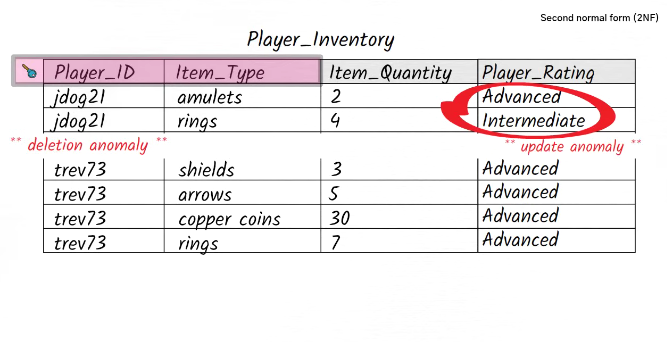 Second normal form (2NF)
Player_Inventory
Player_ID Item_Type Item_Quantity Player_Rating
jdog21 amulets 2 Advanced
jdog21 rings 4 Intermediate
** deletion anomaly ** ** update anomaly **
trev73 shields 3 Advanced
trev73 arrows 5 Advanced
trev73 copper coins 30 Advanced
trev73 rings 7 Advanced